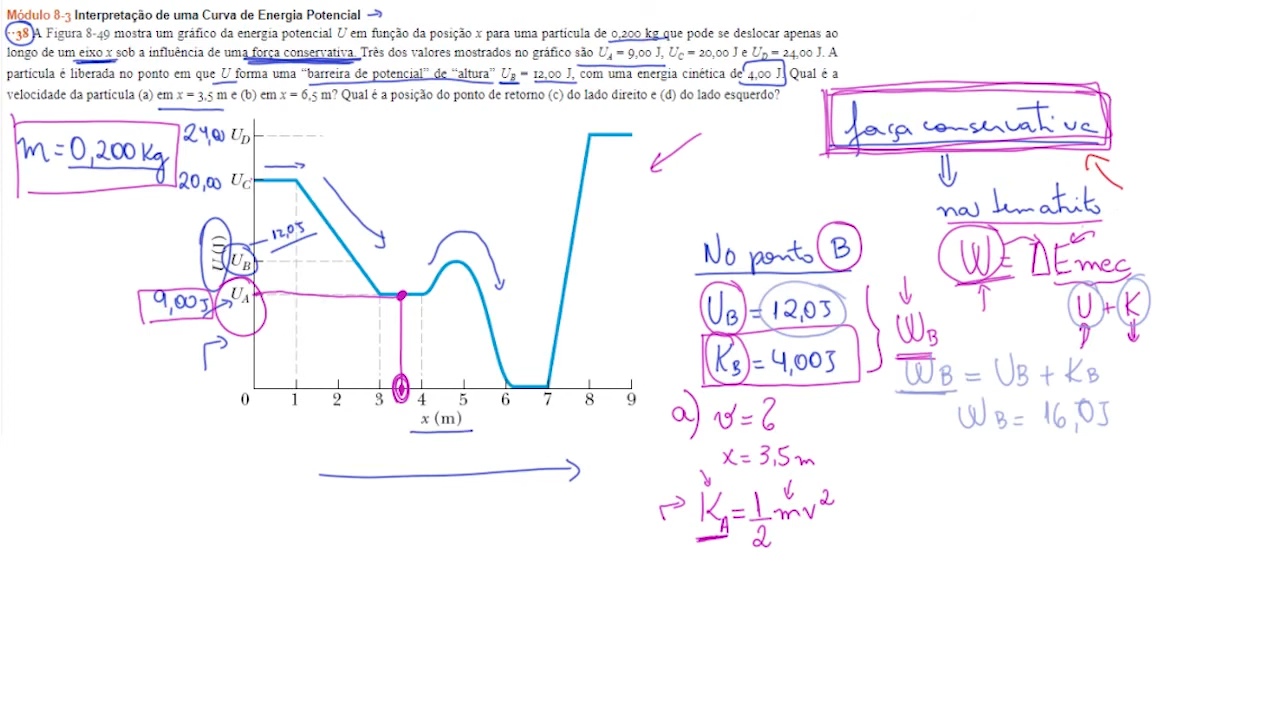 Módulo 8-3 Interpretação de uma Curva de Energia Potencial
··38 A Figura 8-49 mostra um gráfico da energia potencial U em função da posição x para uma partícula de 0,200 kg que pode se deslocar apenas ao
longo de um eixo x sob a influência de uma força conservativa. Três dos valores mostrados no gráfico são U_A = 9,00 J, U_C = 20,00 J e U_D = 24,00 J. A
partícula é liberada no ponto em que U forma uma “barreira de potencial” de “altura” U_B = 12,00 J, com uma energia cinética de 4,00 J. Qual é a
velocidade da partícula (a) em x = 3,5 m e (b) em x = 6,5 m? Qual é a posição do ponto de retorno (c) do lado direito e (d) do lado esquerdo?
m = 0,200 kg
24,00 U_D
20,00 U_C
12,0J
U_B
9,00J U_A
0 1 2 3 4 5 6 7 8 9
x (m)
força conservativa
não tem atrito
W = ΔEmec
U + K
No ponto B
U_B = 12,0J
K_B = 4,00J
W_B
W_B = U_B + K_B
W_B = 16,0J
a) v = ?
x = 3,5 m
K_A = 1/2 mv²